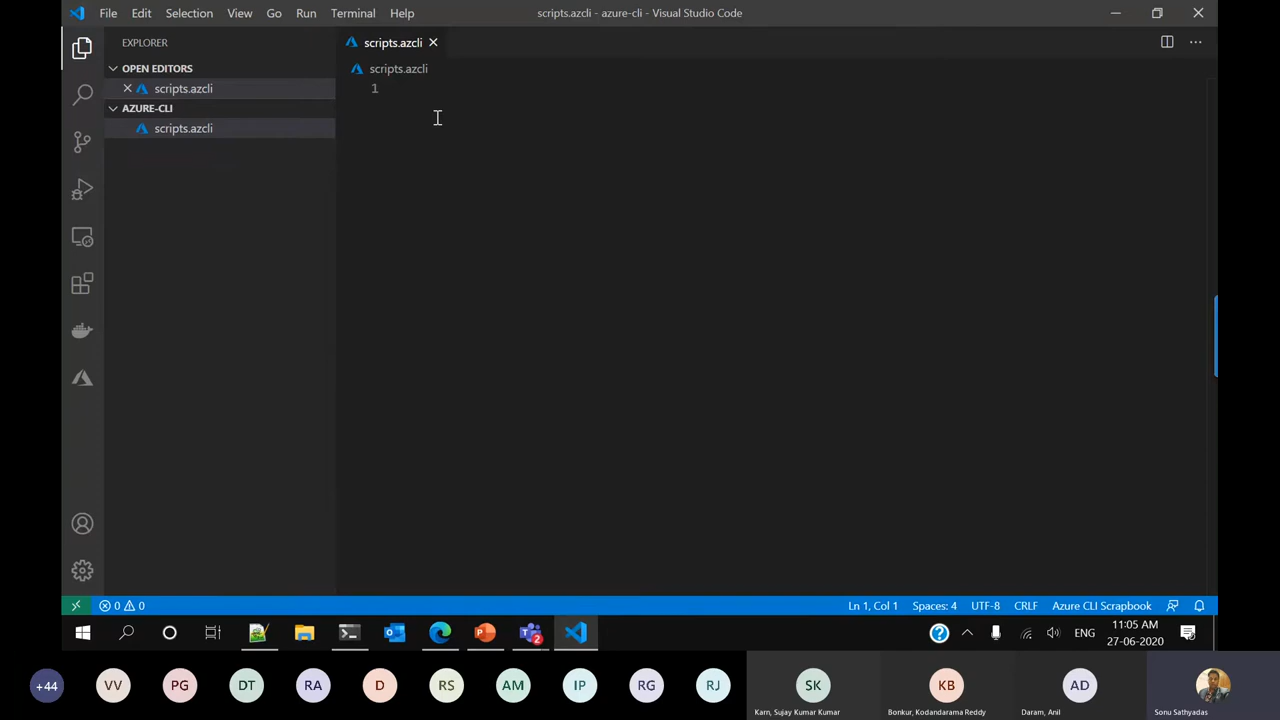 File Edit Selection View Go Run Terminal Help
scripts.azcli - azure-cli - Visual Studio Code
EXPLORER
OPEN EDITORS
scripts.azcli
AZURE-CLI
scripts.azcli
scripts.azcli
scripts.azcli
1
0 0
Ln 1, Col 1 Spaces: 4 UTF-8 CRLF Azure CLI Scrapbook
2
ENG
11:05 AM
27-06-2020
+44 VV PG DT RA D RS AM IP RG RJ SK KB AD
Karn, Sujay Kumar Kumar
Bonkur, Kodandarama Reddy
Daram, Anil
Sonu Sathyadas